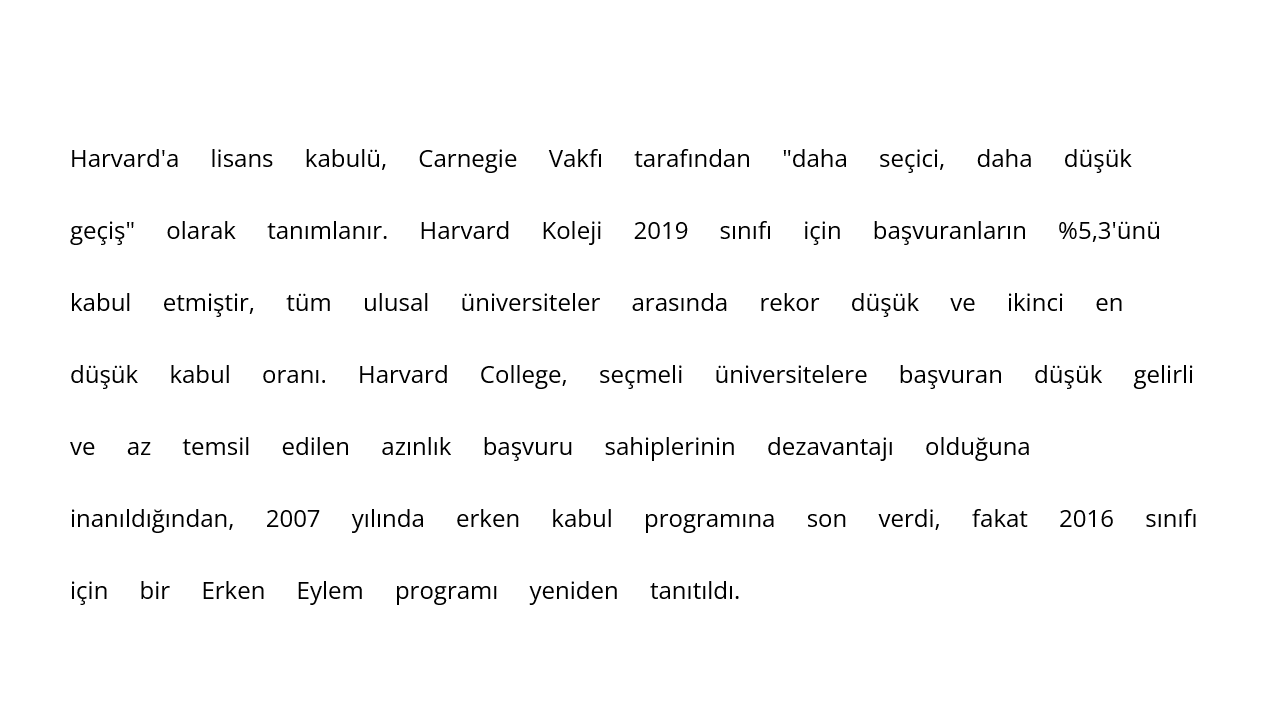 Harvard'a lisans kabulü, Carnegie Vakfı tarafından "daha seçici, daha düşük
geçiş" olarak tanımlanır. Harvard Koleji 2019 sınıfı için başvuranların %5,3'ünü
kabul etmiştir, tüm ulusal üniversiteler arasında rekor düşük ve ikinci en
düşük kabul oranı. Harvard College, seçmeli üniversitelere başvuran düşük gelirli
ve az temsil edilen azınlık başvuru sahiplerinin dezavantajı olduğuna
inanıldığından, 2007 yılında erken kabul programına son verdi, fakat 2016 sınıfı
için bir Erken Eylem programı yeniden tanıtıldı.